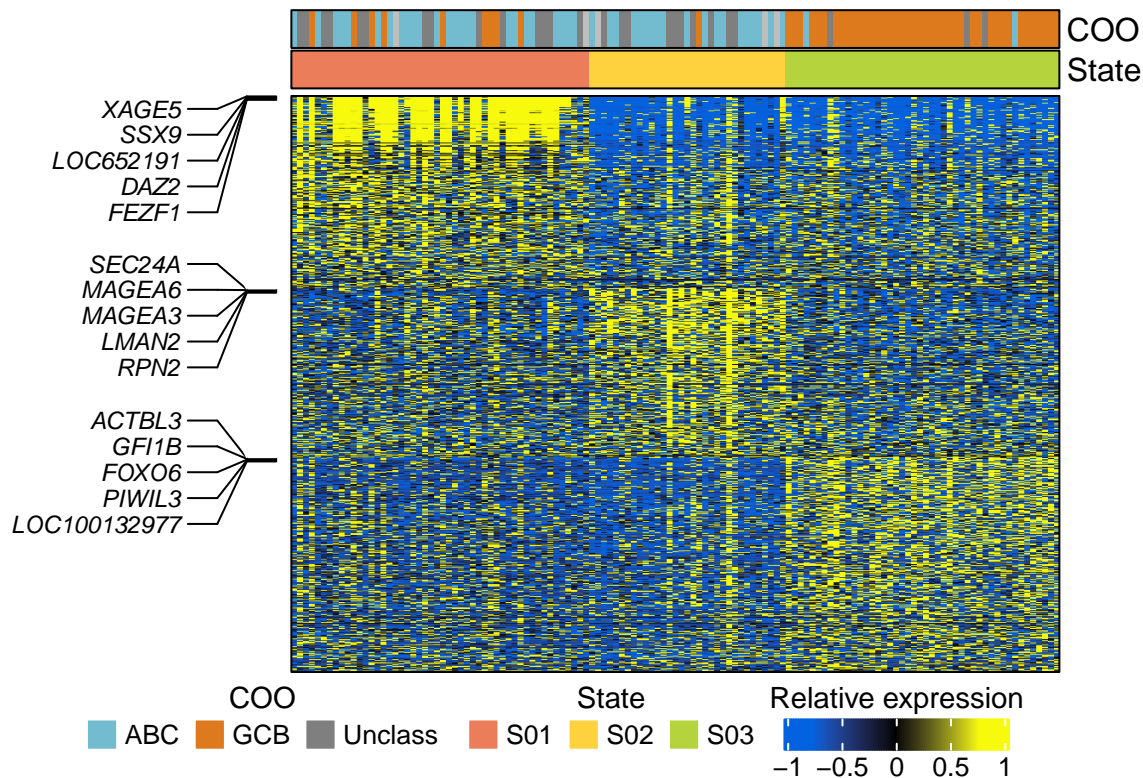 COO
State
XAGE5
SSX9
LOC652191
DAZ2
FEZF1
SEC24A
MAGEA6
MAGEA3
LMAN2
RPN2
ACTBL3
GFI1B
FOXO6
PIWIL3
LOC100132977
COO
ABC GCB Unclass
State
S01 S02 S03
Relative expression
−1 −0.5 0 0.5 1